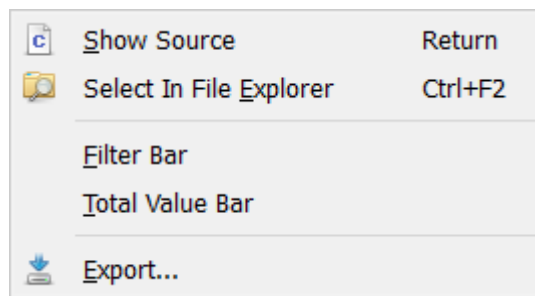 Show Source Return
Select In File Explorer Ctrl+F2
Filter Bar
Total Value Bar
Export...